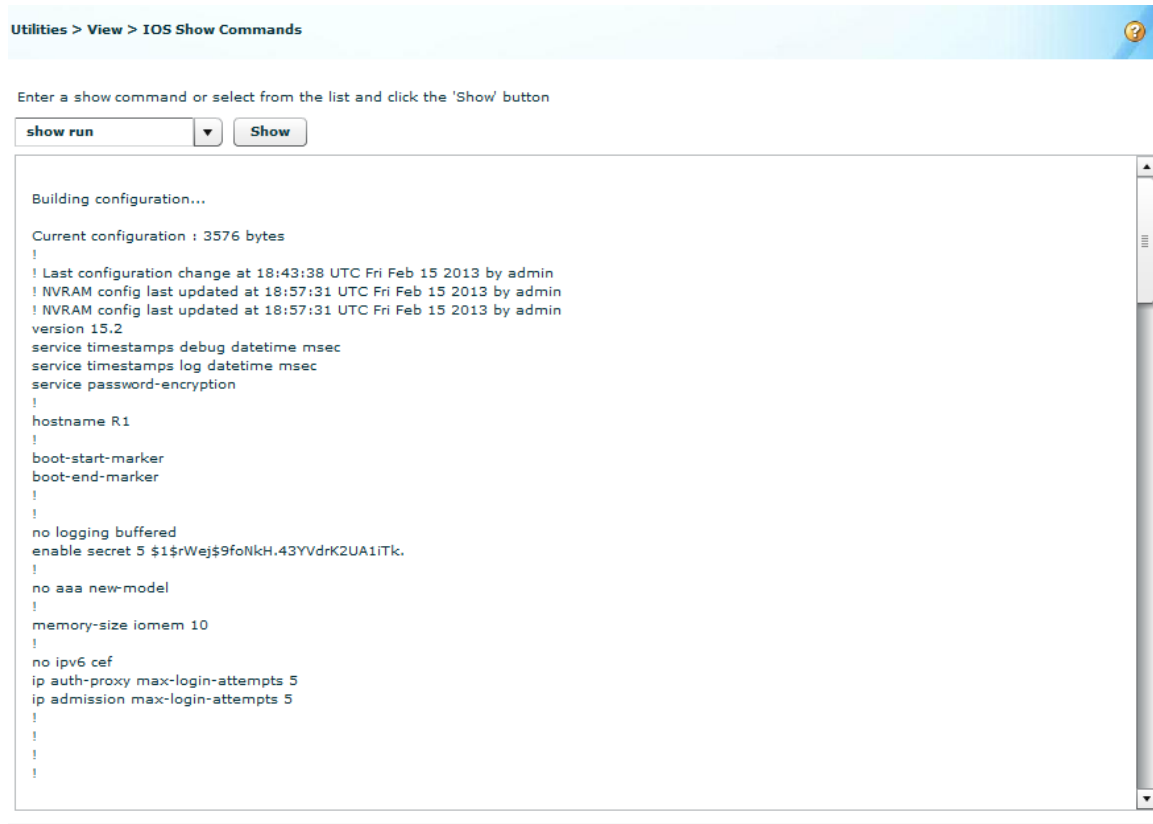 Utilities > View > IOS Show Commands
?
Enter a show command or select from the list and click the 'Show' button
show run
Show
Building configuration...
Current configuration : 3576 bytes
!
! Last configuration change at 18:43:38 UTC Fri Feb 15 2013 by admin
! NVRAM config last updated at 18:57:31 UTC Fri Feb 15 2013 by admin
! NVRAM config last updated at 18:57:31 UTC Fri Feb 15 2013 by admin
version 15.2
service timestamps debug datetime msec
service timestamps log datetime msec
service password-encryption
!
hostname R1
!
boot-start-marker
boot-end-marker
!
!
no logging buffered
enable secret 5 $1$rWej$9foNkH.43YVdrK2UA1iTk.
!
no aaa new-model
!
memory-size iomem 10
!
no ipv6 cef
ip auth-proxy max-login-attempts 5
ip admission max-login-attempts 5
!
!
!
!